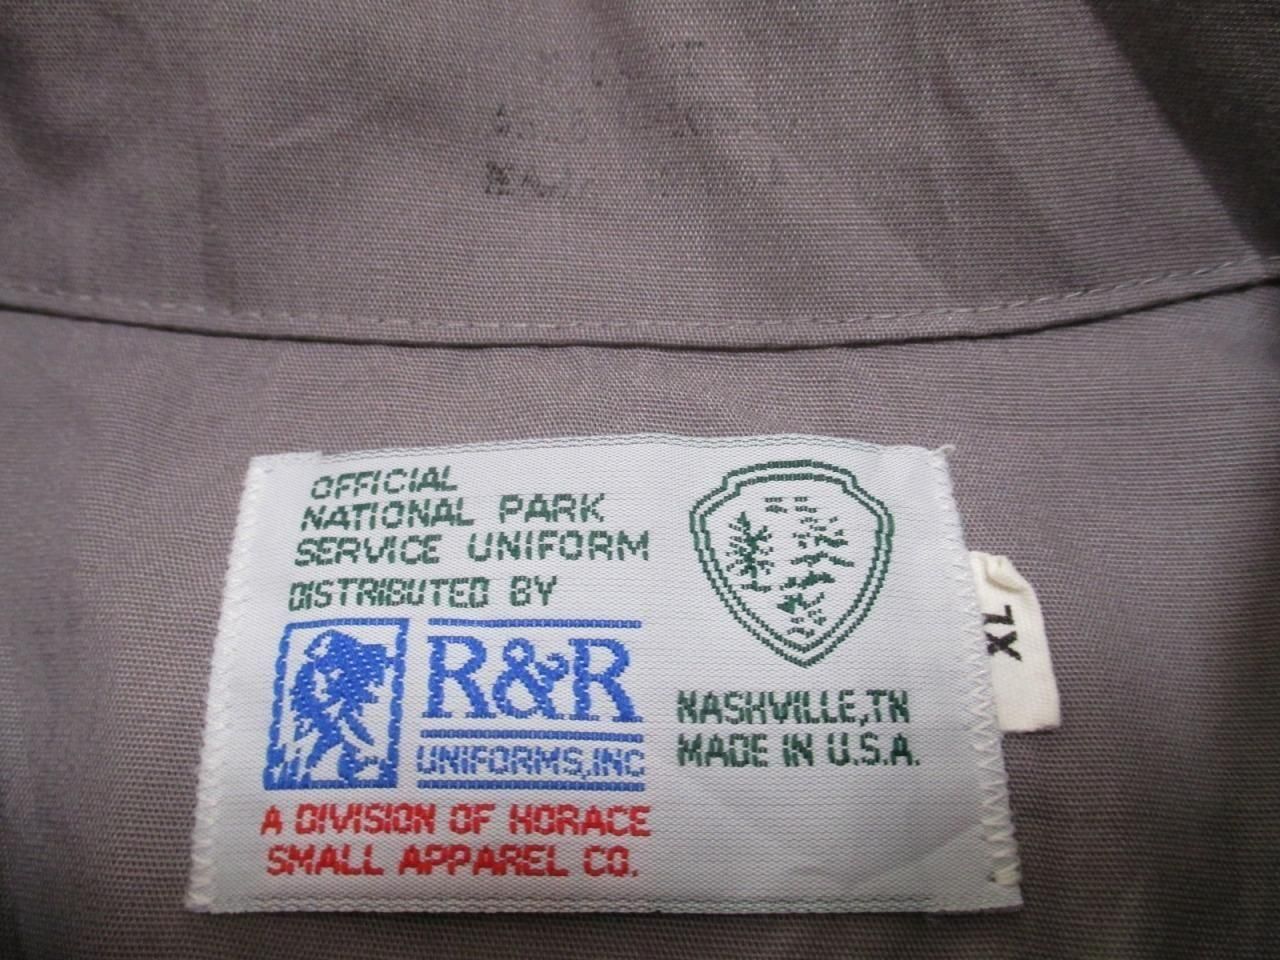 OFFICIAL
NATIONAL PARK
SERVICE UNIFORM
DISTRIBUTED BY
R&R
UNIFORMS,INC
A DIVISION OF HORACE
SMALL APPAREL CO.
NASHVILLE,TN
MADE IN U.S.A.
XL